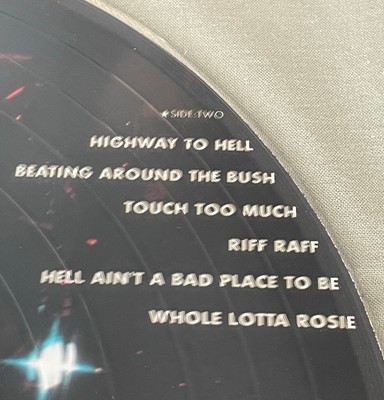 ★SIDE:TWO
HIGHWAY TO HELL
BEATING AROUND THE BUSH
TOUCH TOO MUCH
RIFF RAFF
HELL AIN'T A BAD PLACE TO BE
WHOLE LOTTA ROSIE